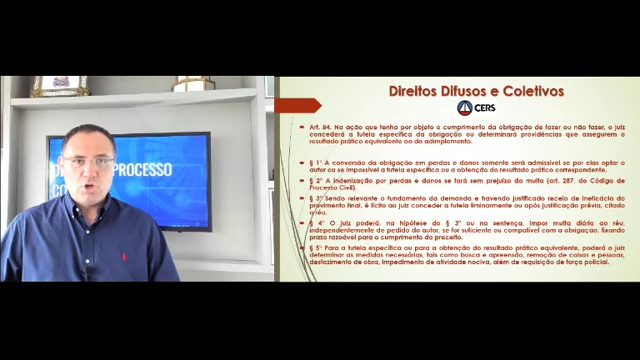 PROCESSO
Direitos Difusos e Coletivos
CERS
Art. 84. Na ação que tenha por objeto o cumprimento da obrigação de fazer ou não fazer, o juiz
concederá a tutela específica da obrigação ou determinará providências que assegurem o
resultado prático equivalente ao do adimplemento.
§ 1° A conversão da obrigação em perdas e danos somente será admissível se por elas optar o
autor ou se impossível a tutela específica ou a obtenção do resultado prático correspondente.
§ 2° A indenização por perdas e danos se fará sem prejuízo da multa (art. 287, do Código de
Processo Civil).
§ 3° Sendo relevante o fundamento da demanda e havendo justificado receio de ineficácia do
provimento final, é lícito ao juiz conceder a tutela liminarmente ou após justificação prévia, citado
o réu.
§ 4° O juiz poderá, na hipótese do § 3° ou na sentença, impor multa diária ao réu,
independentemente de pedido do autor, se for suficiente ou compatível com a obrigação, fixando
prazo razoável para o cumprimento do preceito.
§ 5° Para a tutela específica ou para a obtenção do resultado prático equivalente, poderá o juiz
determinar as medidas necessárias, tais como busca e apreensão, remoção de coisas e pessoas,
desfazimento de obra, impedimento de atividade nociva, além de requisição de força policial.